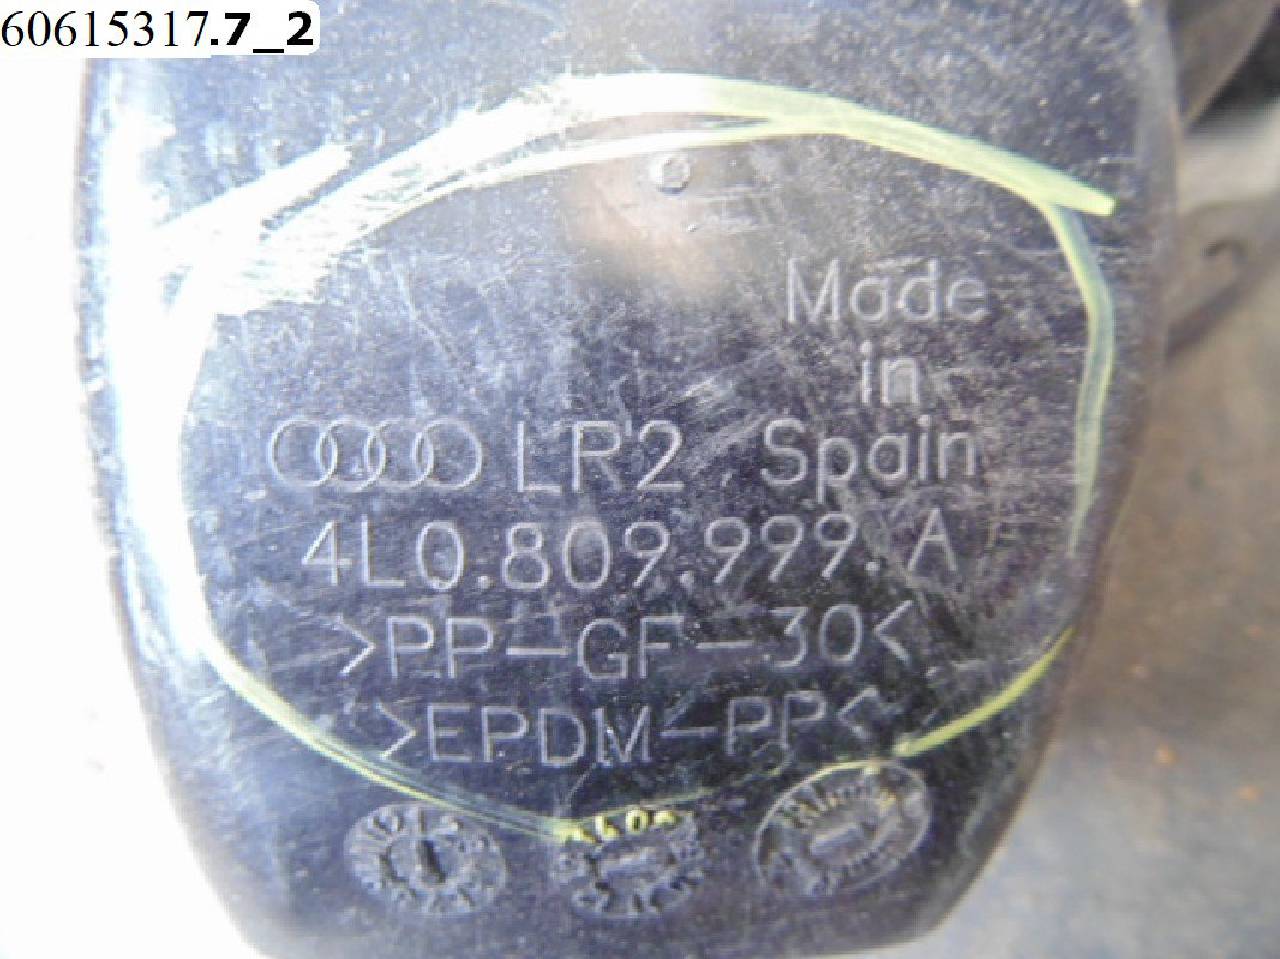 60615317.7_2
Made
in
LR2 Spain
4L0.809.999.A
>PP-GF-30<
>EPDM-PP<